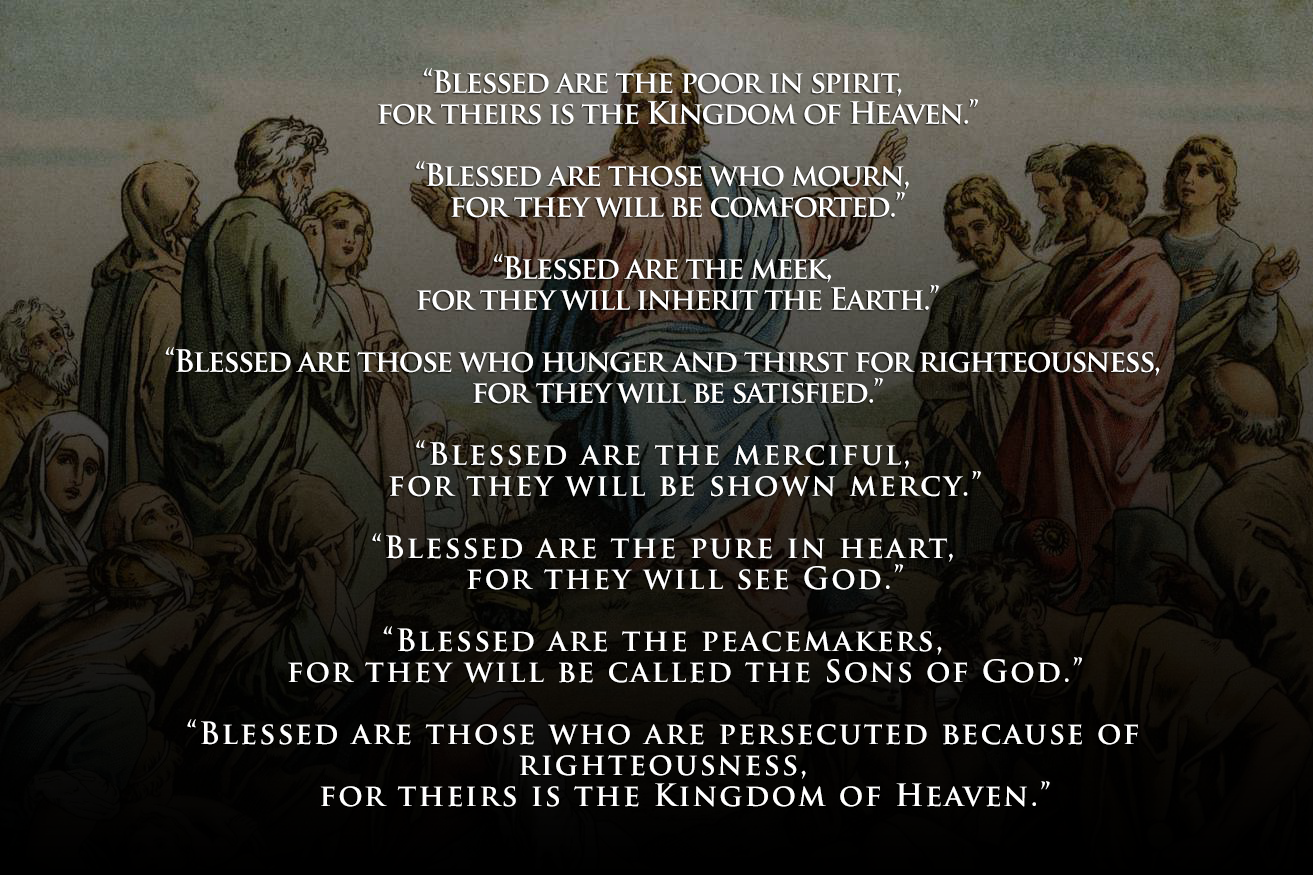 “Blessed are the poor in spirit,
for theirs is the Kingdom of Heaven.”
“Blessed are those who mourn,
for they will be comforted.”
“Blessed are the meek,
for they will inherit the Earth.”
“Blessed are those who hunger and thirst for righteousness,
for they will be satisfied.”
“Blessed are the merciful,
for they will be shown mercy.”
“Blessed are the pure in heart,
for they will see God.”
“Blessed are the peacemakers,
for they will be called the Sons of God.”
“Blessed are those who are persecuted because of
righteousness,
for theirs is the Kingdom of Heaven.”